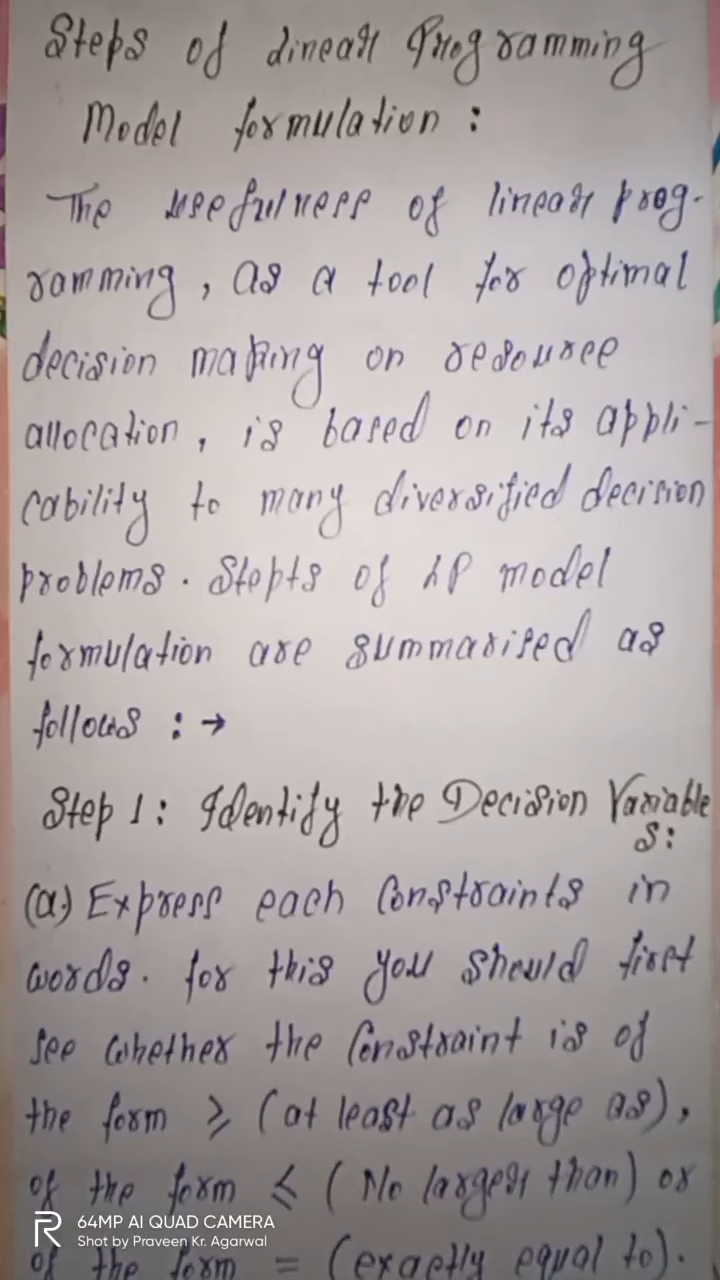 Steps of Linear Programming
Model formulation :
The usefulness of linear prog-
ramming, as a tool for optimal
decision making on resource
allocation, is based on its appli-
cability to many diversified decision
problems. Stepts of LP model
formulation are summarised as
follows : →
Step 1: Identify the Decision Variable
s:
(a) Express each Constraints in
words. for this you should first
see whether the Constraint is of
the form ⩾ (at least as large as),
of the form ⩽ (No larger than) or
of the form = (exactly equal to).
64MP AI QUAD CAMERA
Shot by Praveen Kr. Agarwal